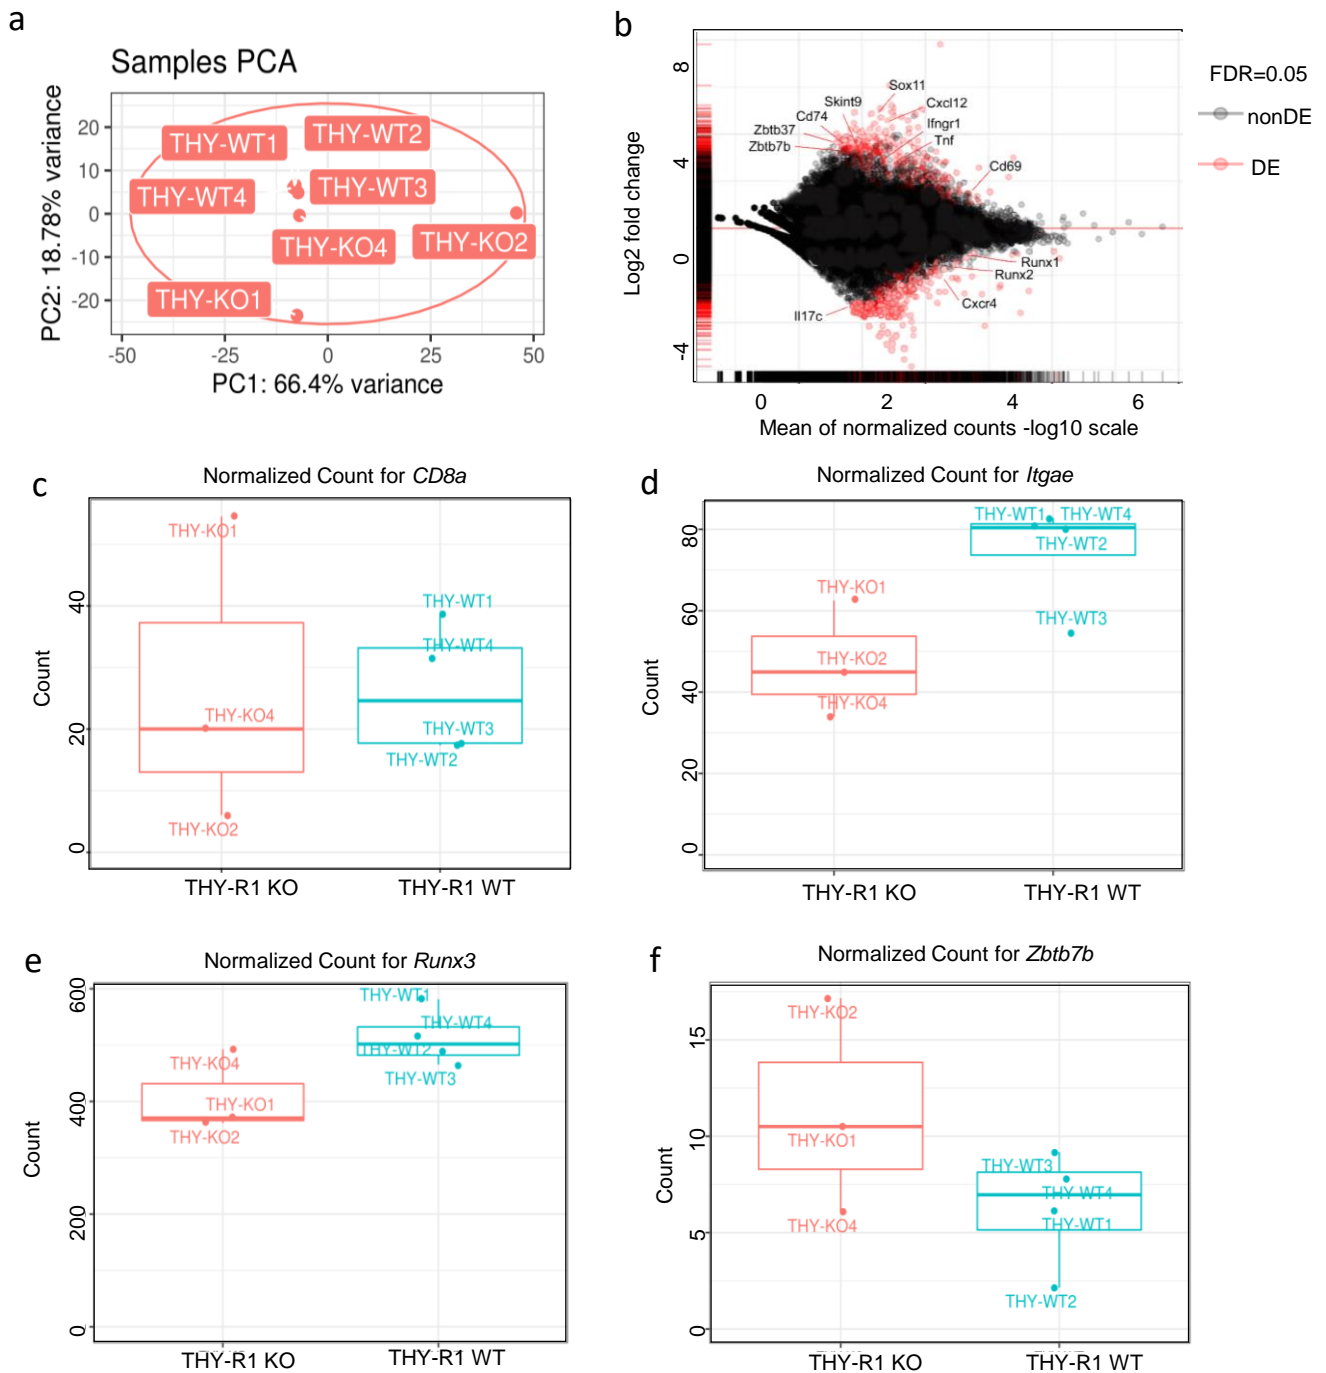 a
Samples PCA
PC2: 18.78% variance
20
10
0
-10
-20
THY-WT1
THY-WT2
THY-WT4
THY-WT3
THY-KO4
THY-KO2
THY-KO1
-50
-25
0
25
50
PC1: 66.4% variance
b
Log2 fold change
8
4
0
-4
Sox11
Skint9
Cxcl12
Cd74
Ifngr1
Zbtb37
Tnf
Zbtb7b
Cd69
Runx1
Runx2
Cxcr4
Il17c
0
2
4
6
Mean of normalized counts -log10 scale
FDR=0.05
nonDE
DE
c
Normalized Count for CD8a
Count
40
20
0
THY-KO1
THY-WT1
THY-WT4
THY-KO4
THY-WT3
THY-WT2
THY-KO2
THY-R1 KO
THY-R1 WT
d
Normalized Count for Itgae
Count
80
60
40
20
0
THY-WT1
THY-WT4
THY-WT2
THY-KO1
THY-WT3
THY-KO2
THY-KO4
THY-R1 KO
THY-R1 WT
e
Normalized Count for Runx3
Count
600
400
200
0
THY-WT1
THY-WT4
THY-WT2
THY-KO4
THY-WT3
THY-KO1
THY-KO2
THY-R1 KO
THY-R1 WT
f
Normalized Count for Zbtb7b
Count
15
10
5
0
THY-KO2
THY-KO1
THY-WT3
THY-WT4
THY-KO4
THY-WT1
THY-WT2
THY-R1 KO
THY-R1 WT